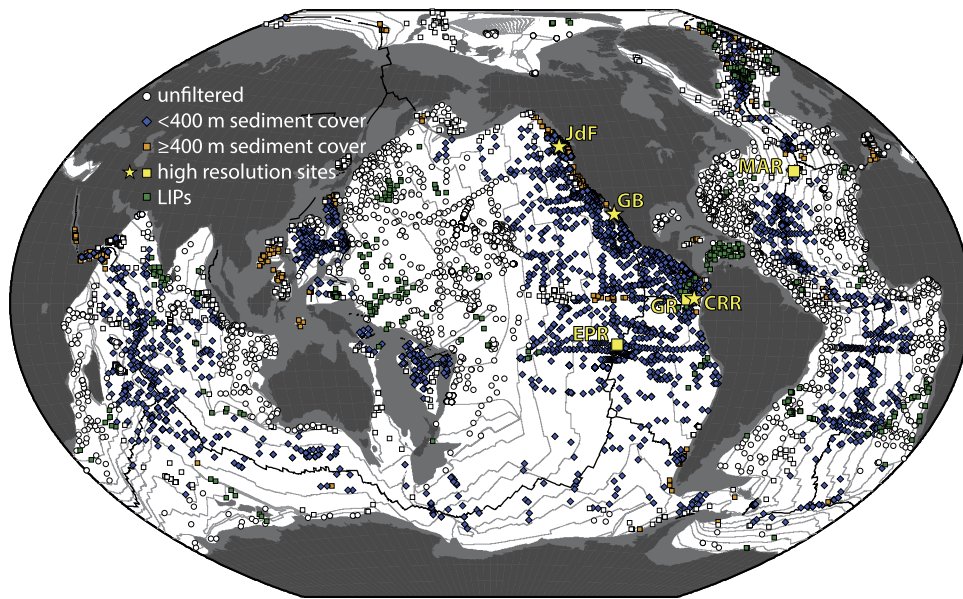 unfiltered
<400 m sediment cover
≥400 m sediment cover
high resolution sites
LIPs
JdF
MAR
GB
GR
CRR
EPR